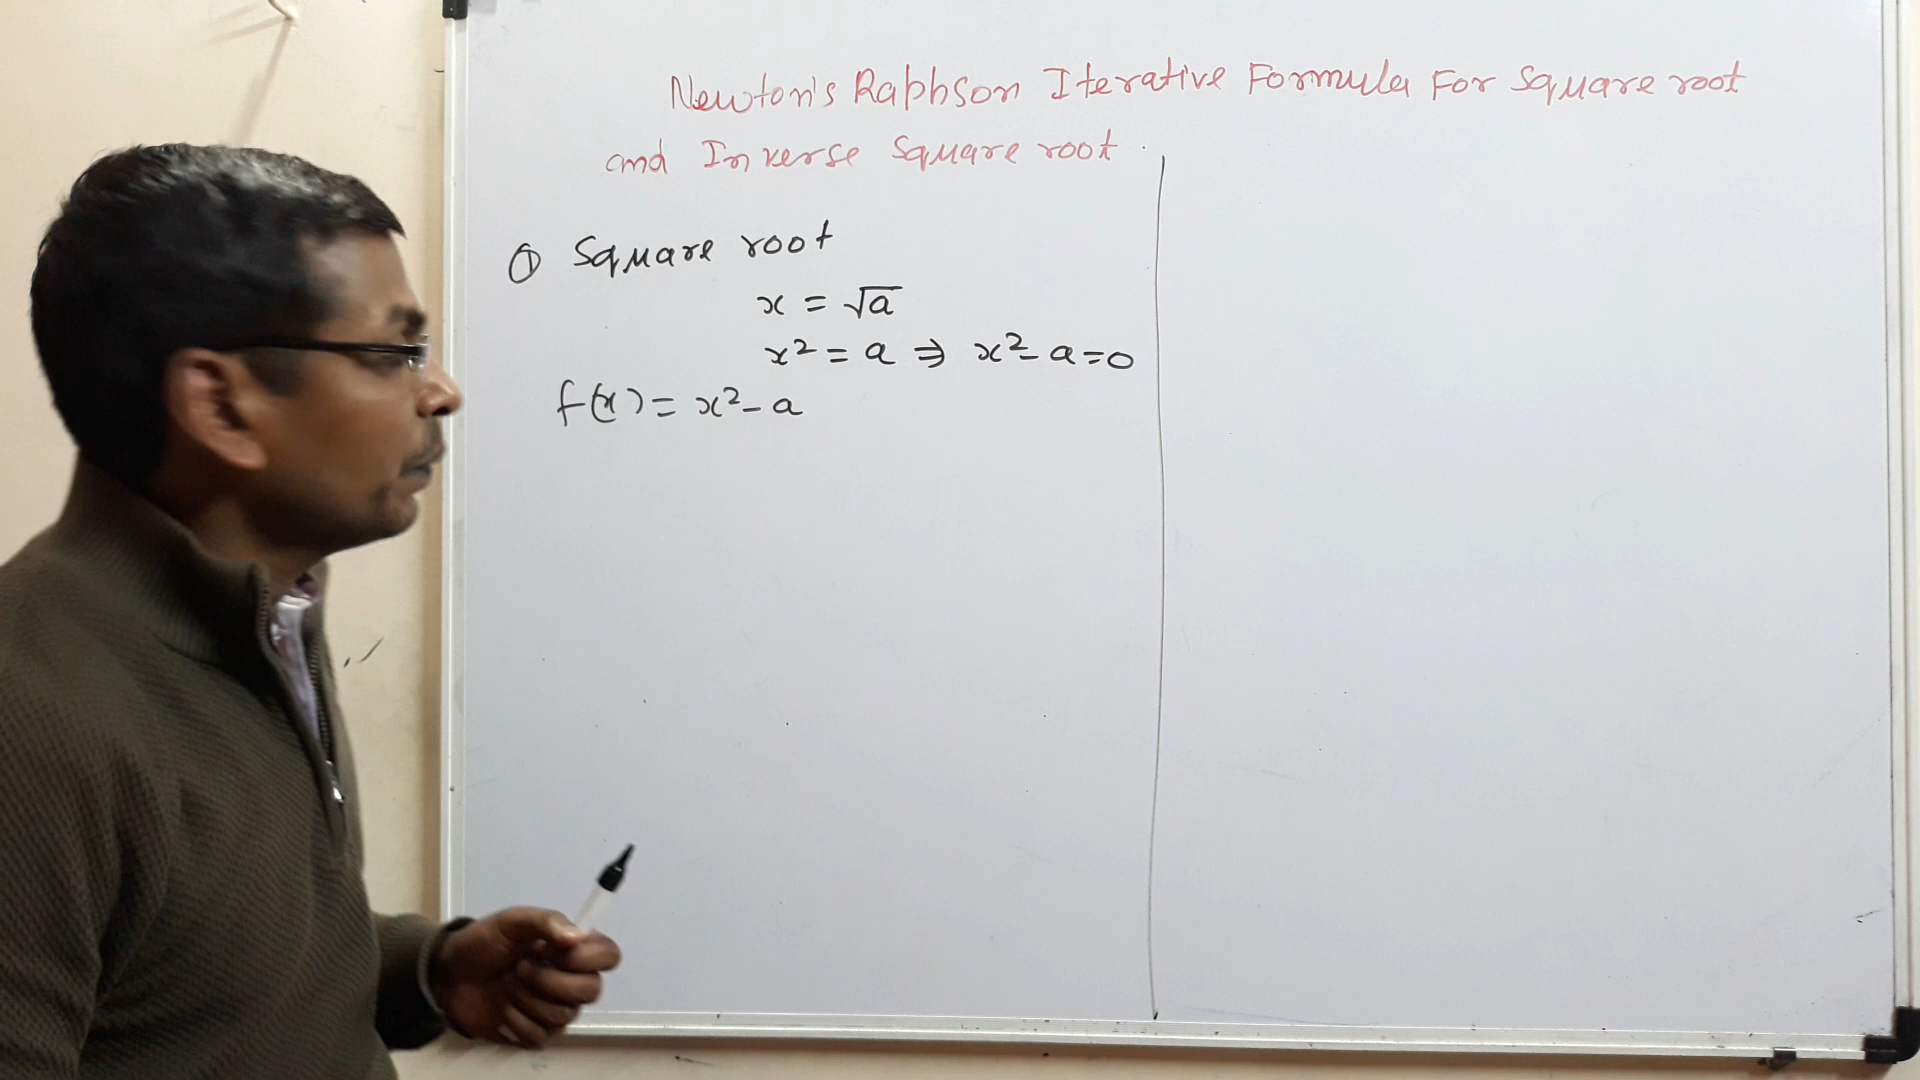 Newton's Raphson Iterative Formula For Square root
and Inverse Square root.
① Square root
x = √a
x² = a ⇒ x² - a = 0
f(x) = x² - a